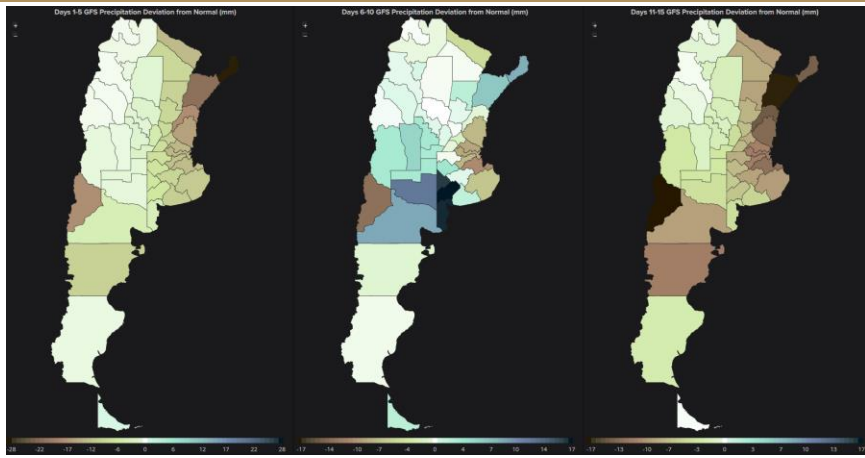 Days 1-5 GFS Precipitation Deviation from Normal (mm)
Days 6-10 GFS Precipitation Deviation from Normal (mm)
Days 11-15 GFS Precipitation Deviation from Normal (mm)
-28 -22 -17 -12 -6 0 6 12 17 22 28
-17 -14 -10 -7 -4 0 4 7 10 14 17
-17 -13 -10 -7 -4 0 4 7 10 13 17